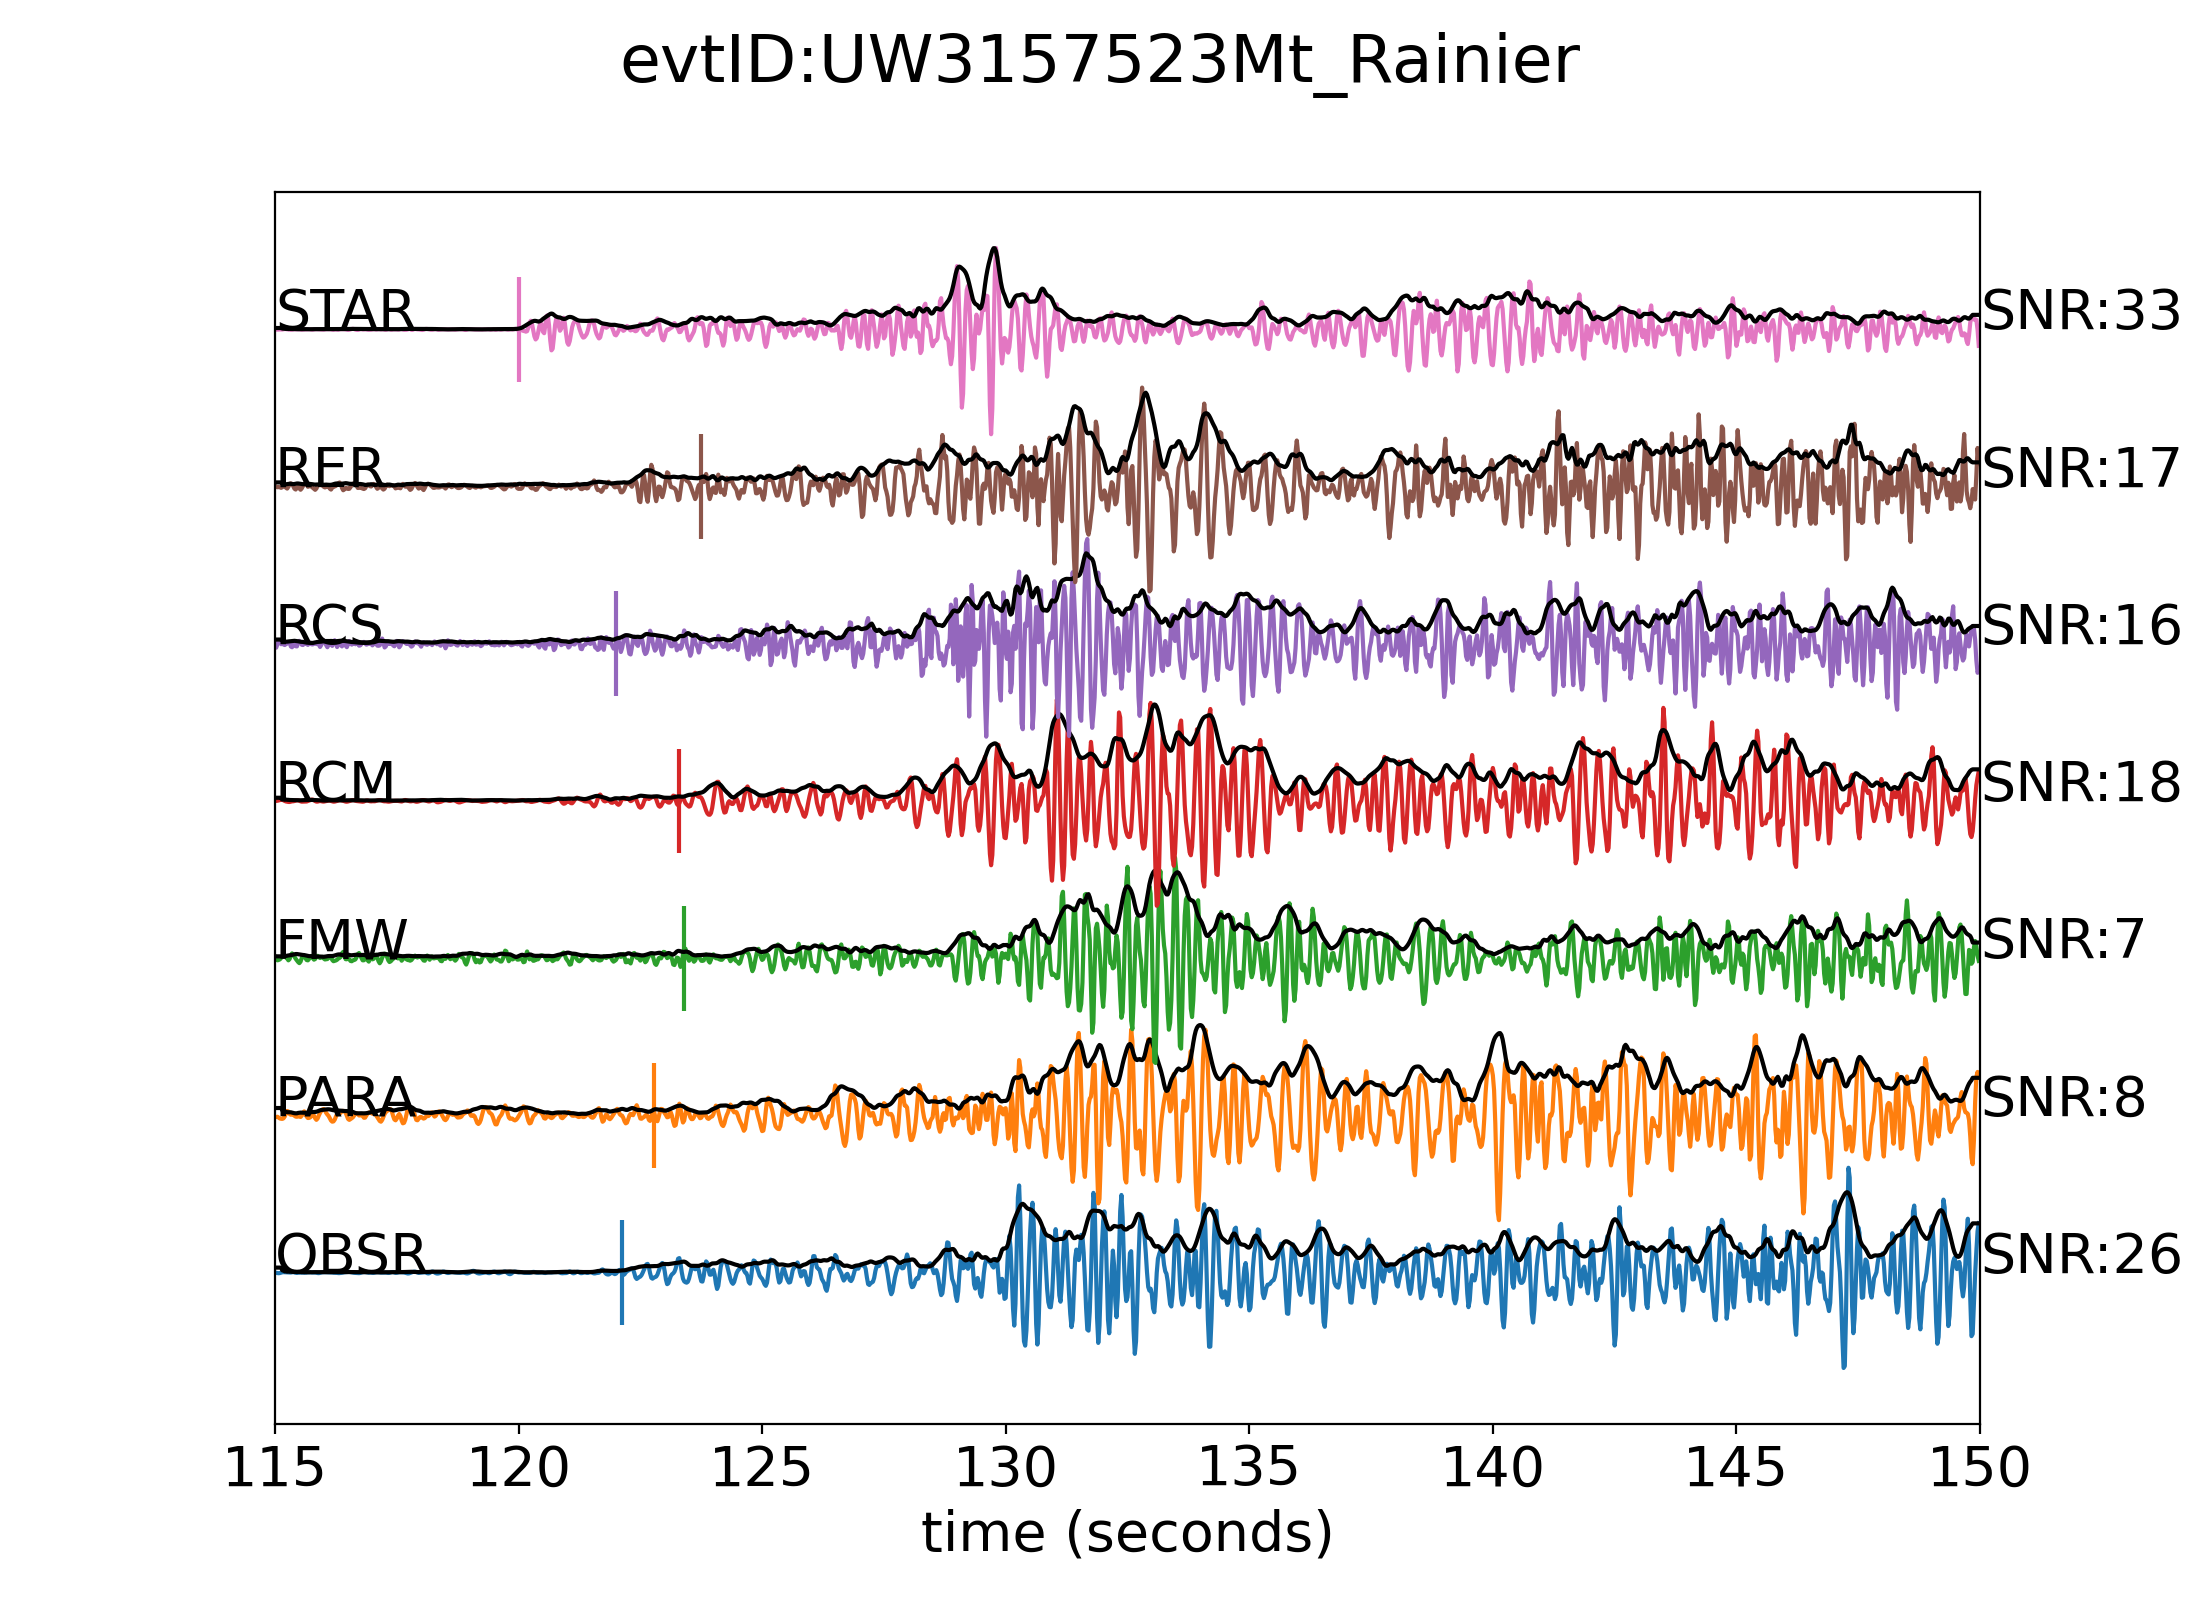 evtID:UW3157523Mt_Rainier
STAR SNR:33
RER SNR:17
RCS SNR:16
RCM SNR:18
FMW SNR:7
PARA SNR:8
OBSR SNR:26
115 120 125 130 135 140 145 150
time (seconds)